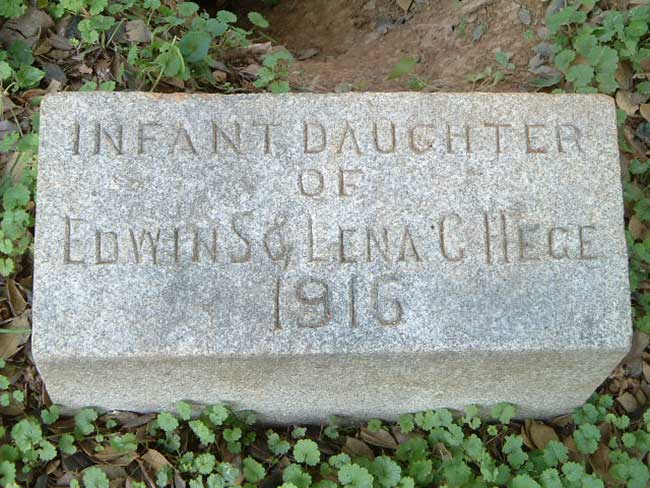 INFANT DAUGHTER
OF
EDWIN S & LENA C HEGE
1916